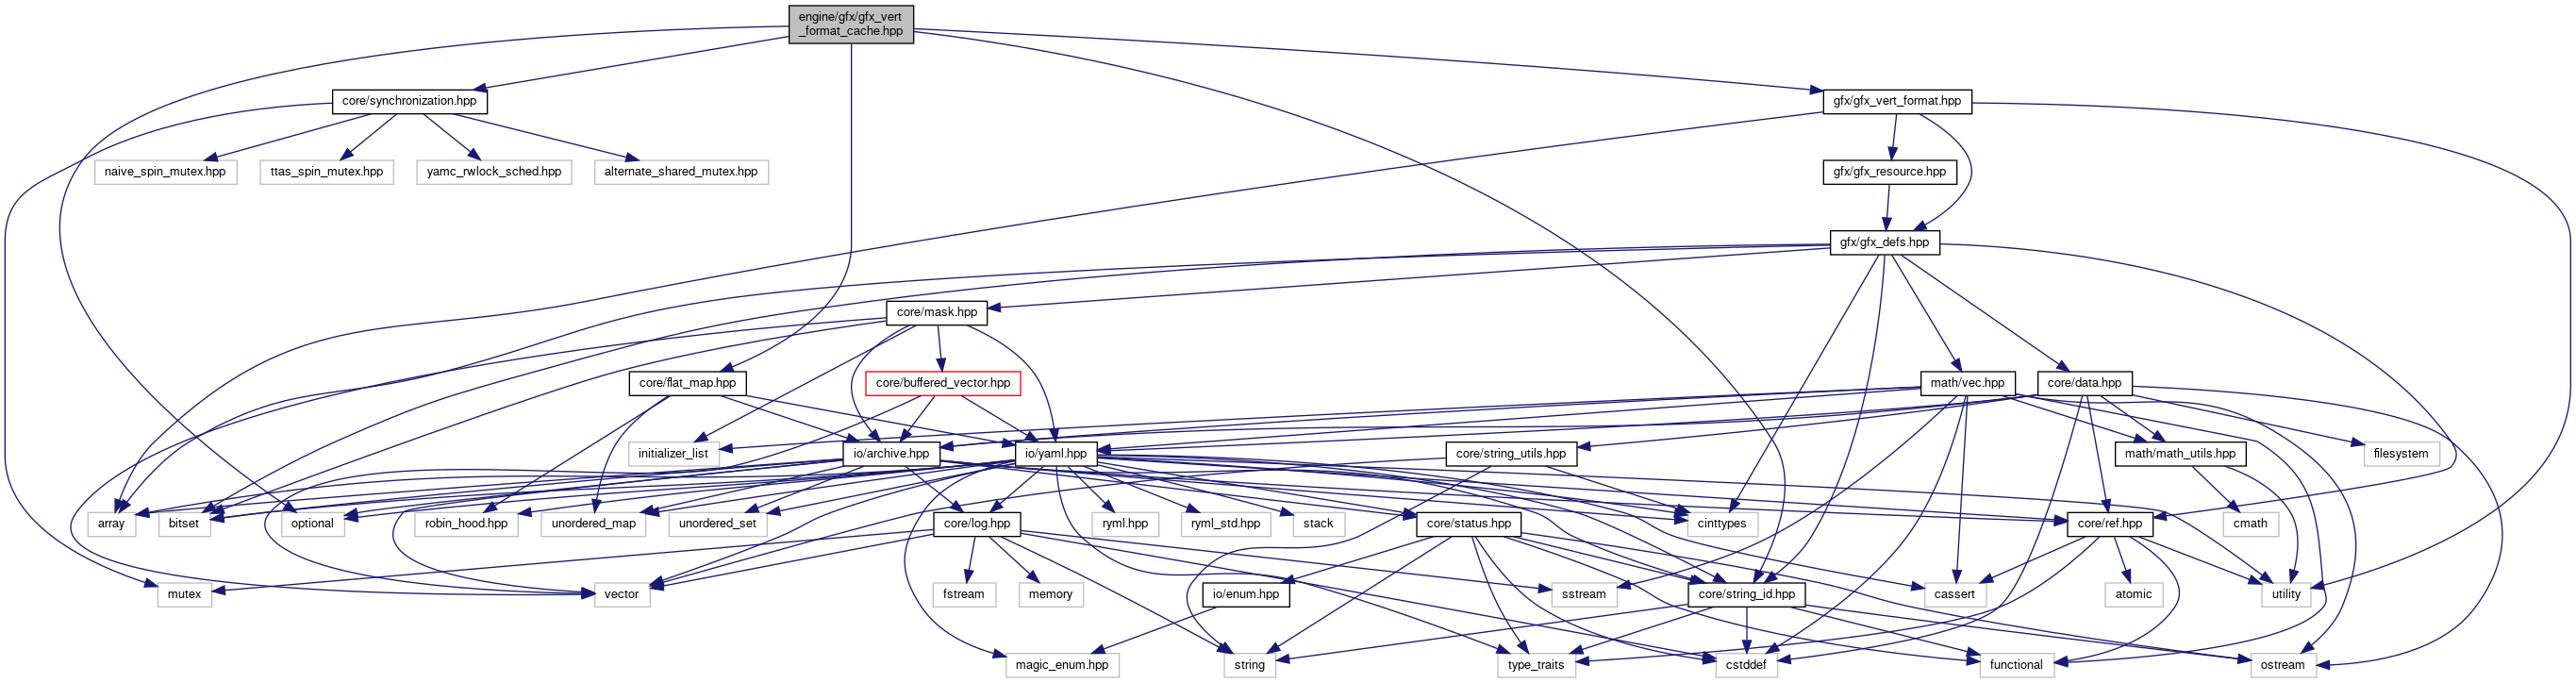 engine/gfx/gfx_vert
_format_cache.hpp
core/synchronization.hpp
gfx/gfx_vert_format.hpp
naive_spin_mutex.hpp
ttas_spin_mutex.hpp
yamc_rwlock_sched.hpp
alternate_shared_mutex.hpp
gfx/gfx_resource.hpp
gfx/gfx_defs.hpp
core/mask.hpp
core/flat_map.hpp
core/buffered_vector.hpp
math/vec.hpp
core/data.hpp
initializer_list
io/archive.hpp
io/yaml.hpp
core/string_utils.hpp
math/math_utils.hpp
filesystem
array
bitset
optional
robin_hood.hpp
unordered_map
unordered_set
core/log.hpp
ryml.hpp
ryml_std.hpp
stack
core/status.hpp
cinttypes
core/ref.hpp
cmath
mutex
vector
fstream
memory
io/enum.hpp
sstream
core/string_id.hpp
cassert
atomic
utility
magic_enum.hpp
string
type_traits
cstddef
functional
ostream